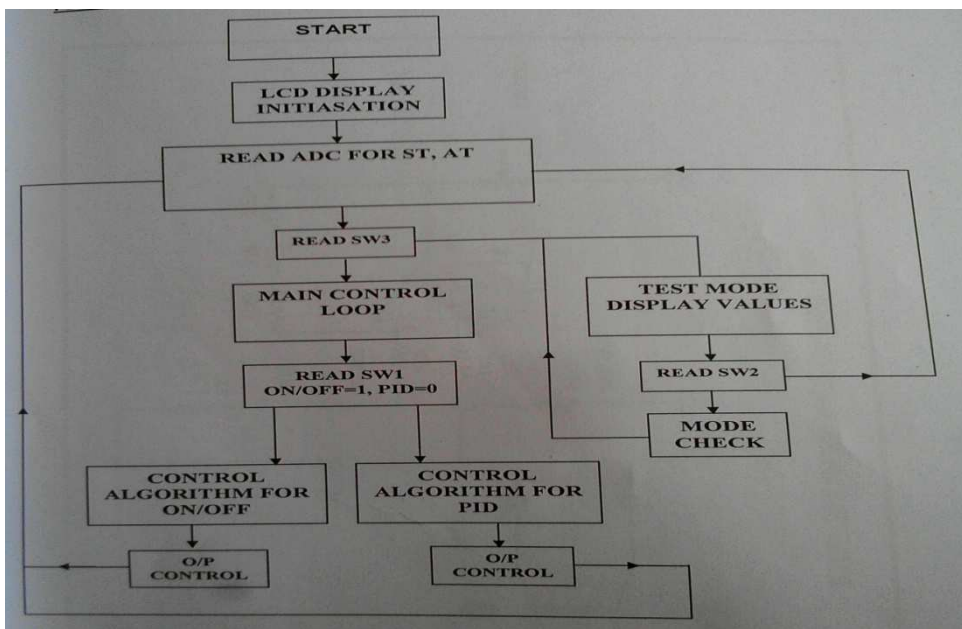 START
LCD DISPLAY
INITIASATION
READ ADC FOR ST, AT
READ SW3
MAIN CONTROL
LOOP
TEST MODE
DISPLAY VALUES
READ SW1
ON/OFF=1, PID=0
READ SW2
MODE
CHECK
CONTROL
ALGORITHM FOR
ON/OFF
CONTROL
ALGORITHM FOR
PID
O/P
CONTROL
O/P
CONTROL